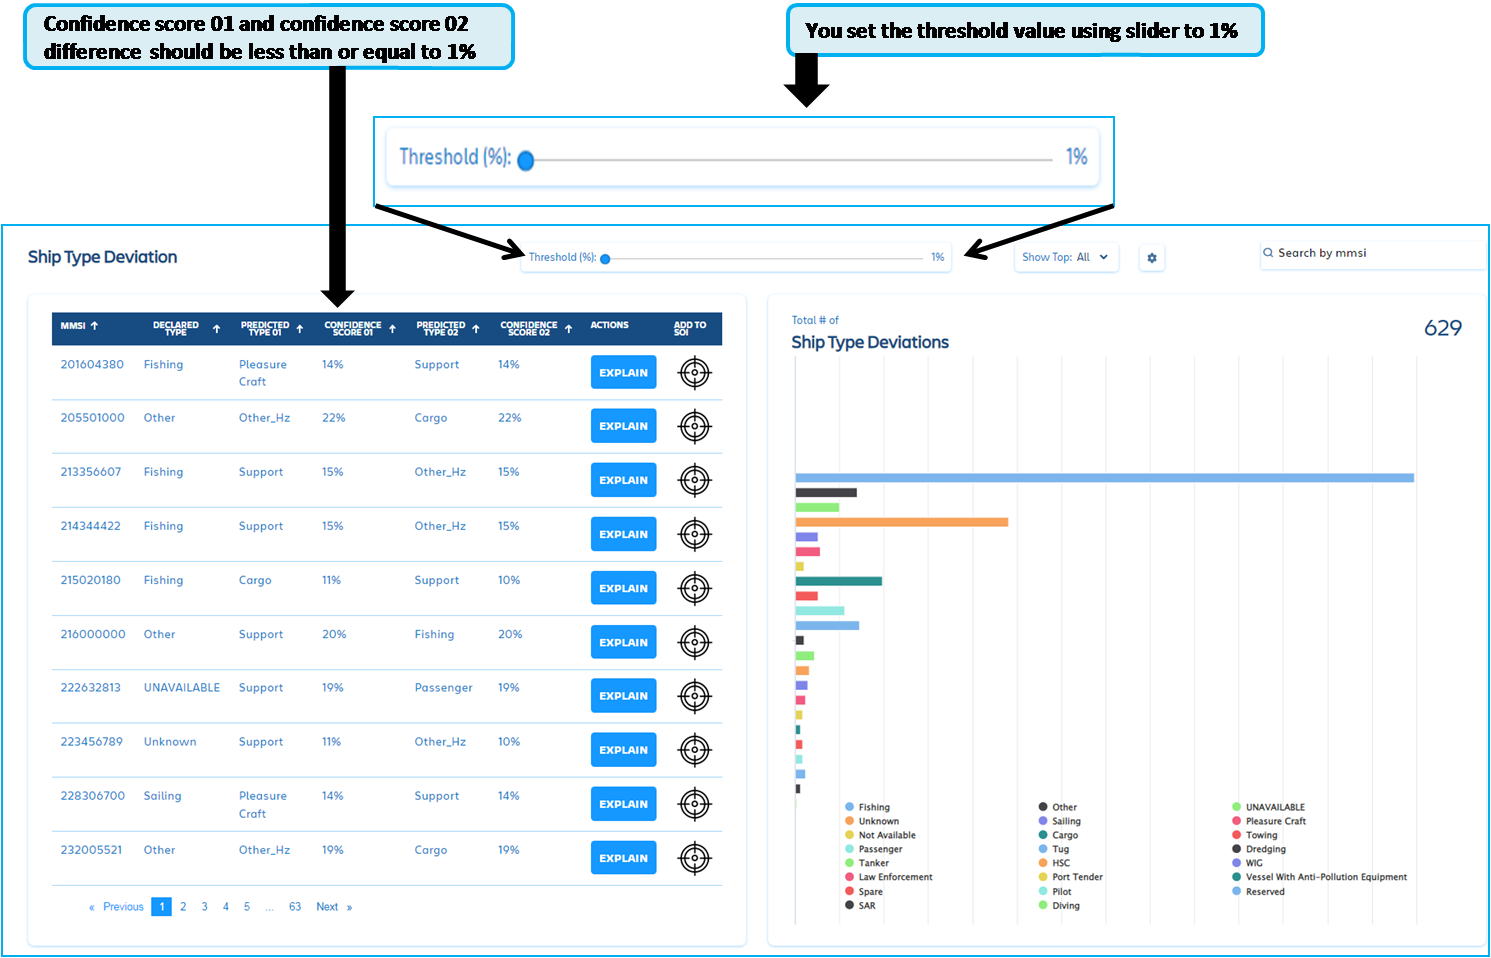 Confidence score 01 and confidence score 02
difference should be less than or equal to 1%
You set the threshold value using slider to 1%
Threshold (%): 1%
Ship Type Deviation
Threshold (%): 1%
Show Top: All
Search by mmsi
MMSI ↑ DECLARED TYPE ↑ PREDICTED TYPE 01 ↑ CONFIDENCE SCORE 01 ↑ PREDICTED TYPE 02 ↑ CONFIDENCE SCORE 02 ↑ ACTIONS ADD TO SOI
201604380 Fishing Pleasure Craft 14% Support 14% EXPLAIN
205501000 Other Other_Hz 22% Cargo 22% EXPLAIN
213356607 Fishing Support 15% Other_Hz 15% EXPLAIN
214344422 Fishing Support 15% Other_Hz 15% EXPLAIN
215020180 Fishing Cargo 11% Support 10% EXPLAIN
216000000 Other Support 20% Fishing 20% EXPLAIN
222632813 UNAVAILABLE Support 19% Passenger 19% EXPLAIN
223456789 Unknown Support 11% Other_Hz 10% EXPLAIN
228306700 Sailing Pleasure Craft 14% Support 14% EXPLAIN
232005521 Other Other_Hz 19% Cargo 19% EXPLAIN
« Previous 1 2 3 4 5 ... 63 Next »
Total # of
Ship Type Deviations
629
Fishing Other UNAVAILABLE
Unknown Sailing Pleasure Craft
Not Available Cargo Towing
Passenger Tug Dredging
Tanker HSC WIG
Law Enforcement Port Tender Vessel With Anti-Pollution Equipment
Spare Pilot Reserved
SAR Diving